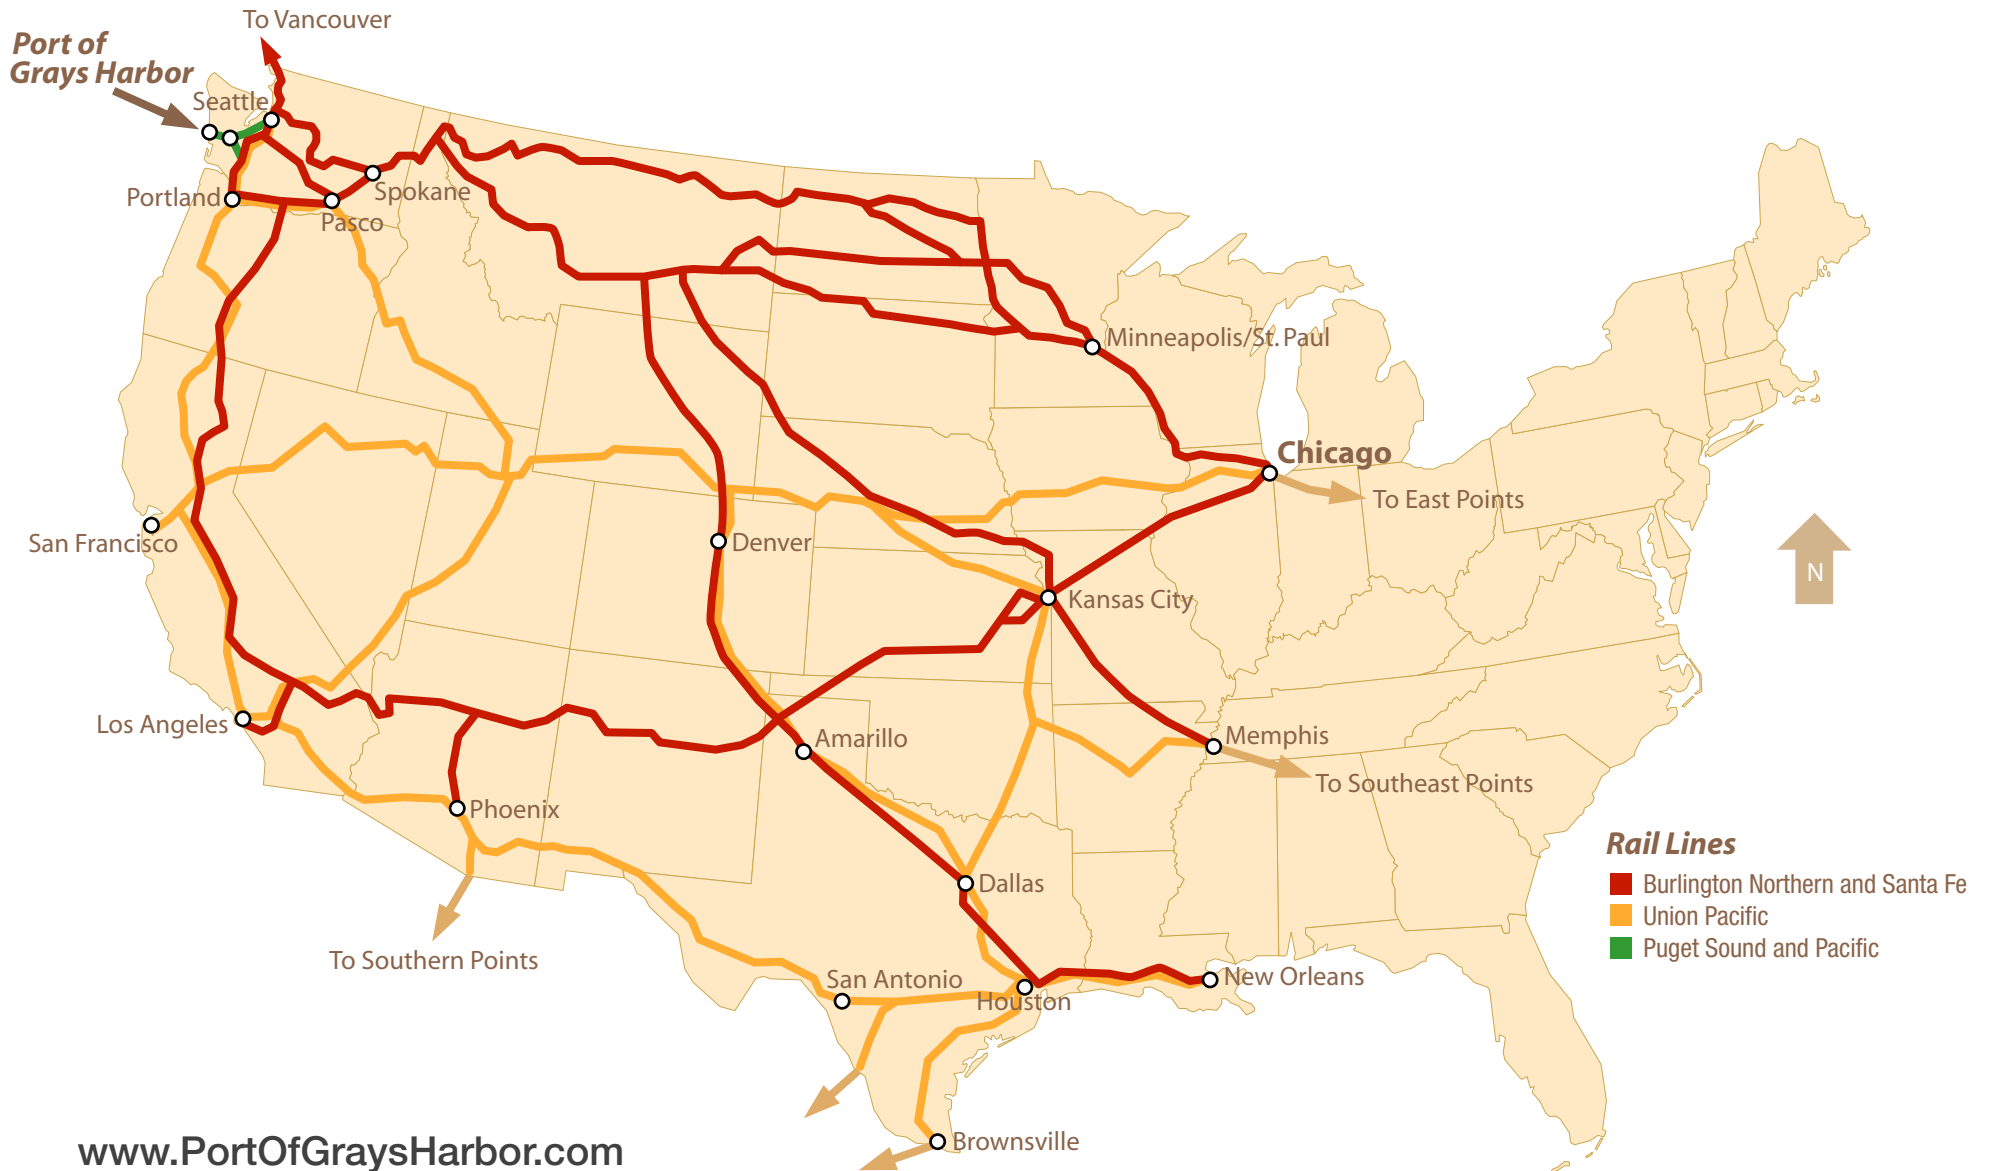 To Vancouver
Port of
Grays Harbor
Seattle
Portland
Spokane
Pasco
Minneapolis/St. Paul
Chicago
To East Points
San Francisco
Denver
N
Kansas City
Los Angeles
Amarillo
Memphis
To Southeast Points
Phoenix
Rail Lines
Burlington Northern and Santa Fe
Union Pacific
Puget Sound and Pacific
Dallas
To Southern Points
San Antonio
Houston
New Orleans
Brownsville
www.PortOfGraysHarbor.com